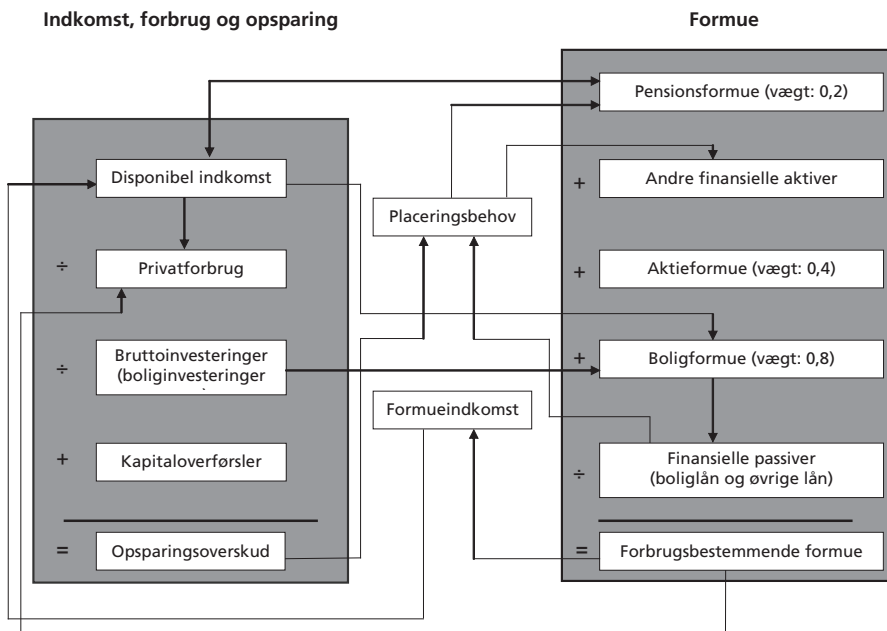 Indkomst, forbrug og opsparing
Disponibel indkomst
÷ Privatforbrug
÷ Bruttoinvesteringer
(boliginvesteringer
+ Kapitaloverførsler
= Opsparingsoverskud
Placeringsbehov
Formueindkomst
Formue
Pensionsformue (vægt: 0,2)
+ Andre finansielle aktiver
+ Aktieformue (vægt: 0,4)
+ Boligformue (vægt: 0,8)
÷ Finansielle passiver
(boliglån og øvrige lån)
= Forbrugsbestemmende formue